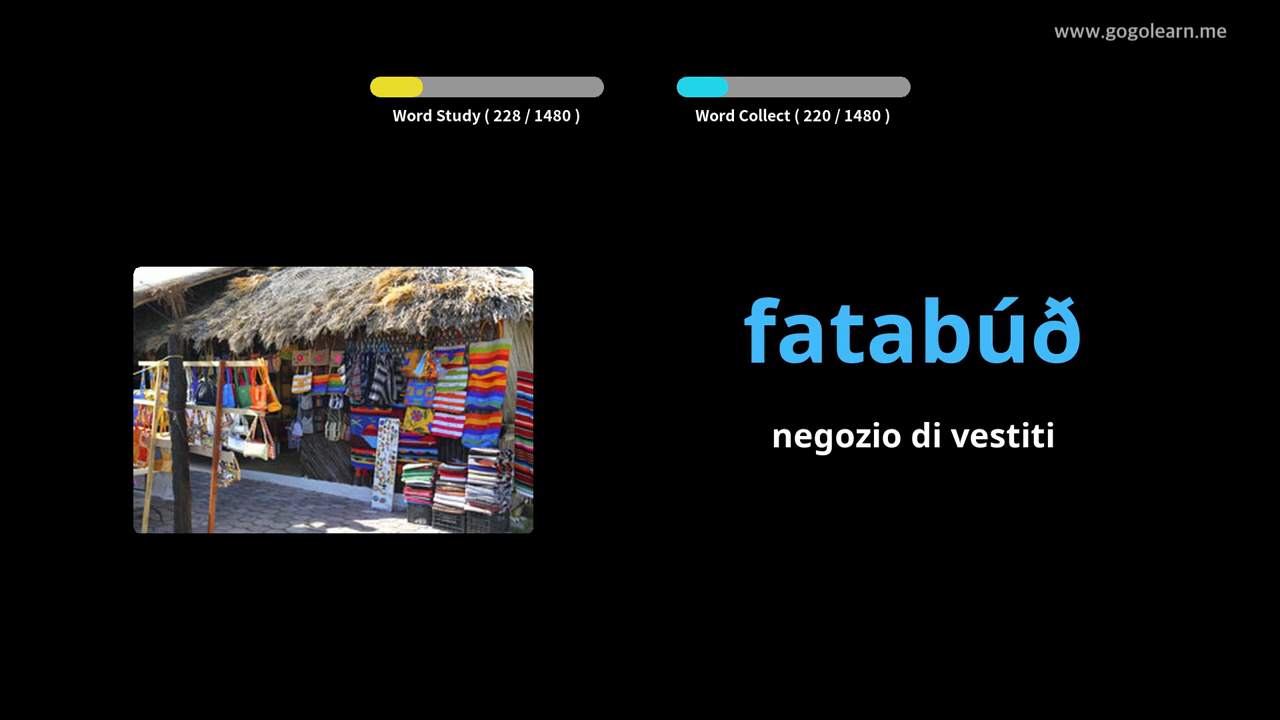 www.gogolearn.me
Word Study ( 228 / 1480 )
Word Collect ( 220 / 1480 )
fatabúð
negozio di vestiti